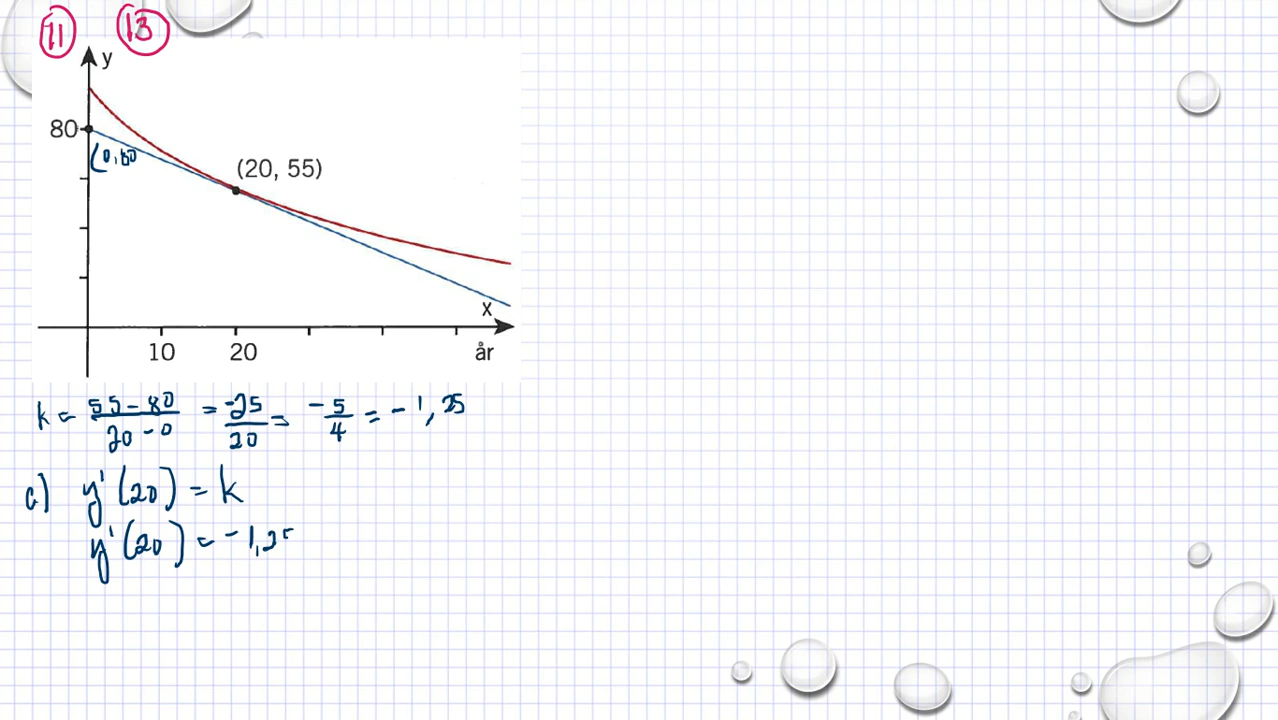 11 13
y
80
(0,80
(20, 55)
x
10 20 år
k = 55-80/20-0 = -25/20 = -5/4 = -1,25
a) y'(20) = k
y'(20) = -1,25